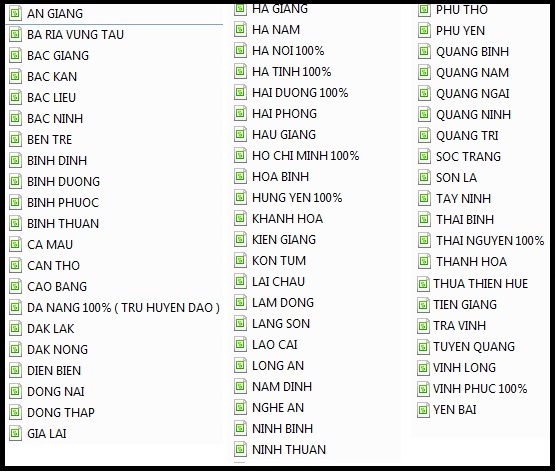 AN GIANG
BA RIA VUNG TAU
BAC GIANG
BAC KAN
BAC LIEU
BAC NINH
BEN TRE
BINH DINH
BINH DUONG
BINH PHUOC
BINH THUAN
CA MAU
CAN THO
CAO BANG
DA NANG 100% ( TRU HUYEN DAO )
DAK LAK
DAK NONG
DIEN BIEN
DONG NAI
DONG THAP
GIA LAI
HA GIANG
HA NAM
HA NOI 100%
HA TINH 100%
HAI DUONG 100%
HAI PHONG
HAU GIANG
HO CHI MINH 100%
HOA BINH
HUNG YEN 100%
KHANH HOA
KIEN GIANG
KON TUM
LAI CHAU
LAM DONG
LANG SON
LAO CAI
LONG AN
NAM DINH
NGHE AN
NINH BINH
NINH THUAN
PHU THO
PHU YEN
QUANG BINH
QUANG NAM
QUANG NGAI
QUANG NINH
QUANG TRI
SOC TRANG
SON LA
TAY NINH
THAI BINH
THAI NGUYEN 100%
THANH HOA
THUA THIEN HUE
TIEN GIANG
TRA VINH
TUYEN QUANG
VINH LONG
VINH PHUC 100%
YEN BAI